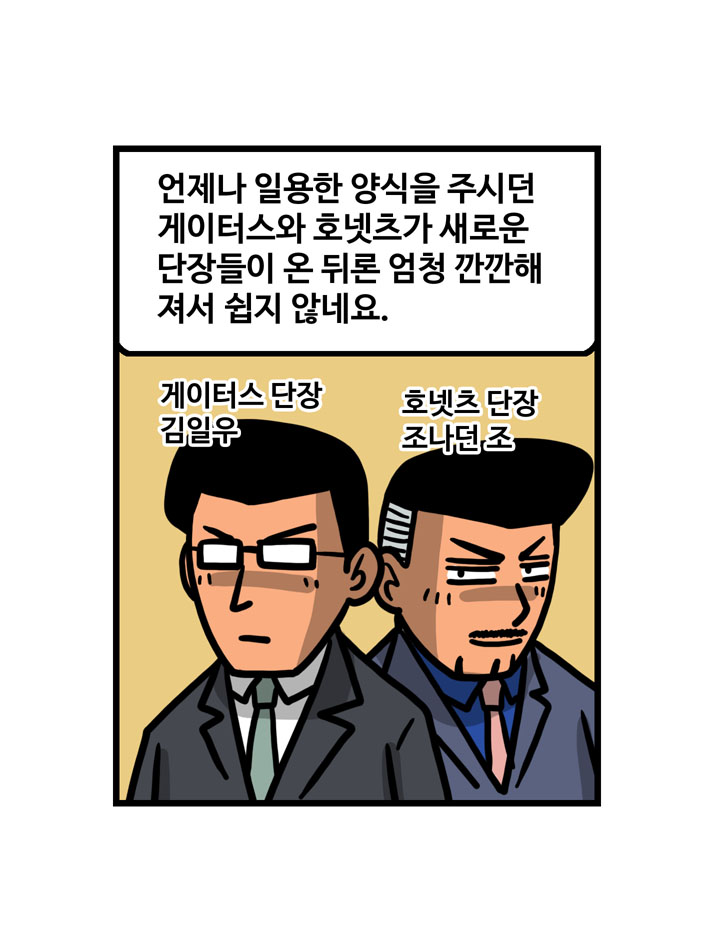 언제나 일용한 양식을 주시던
게이터스와 호넷츠가 새로운
단장들이 온 뒤론 엄청 깐깐해
져서 쉽지 않네요.
게이터스 단장
김일우
호넷츠 단장
조나던 조